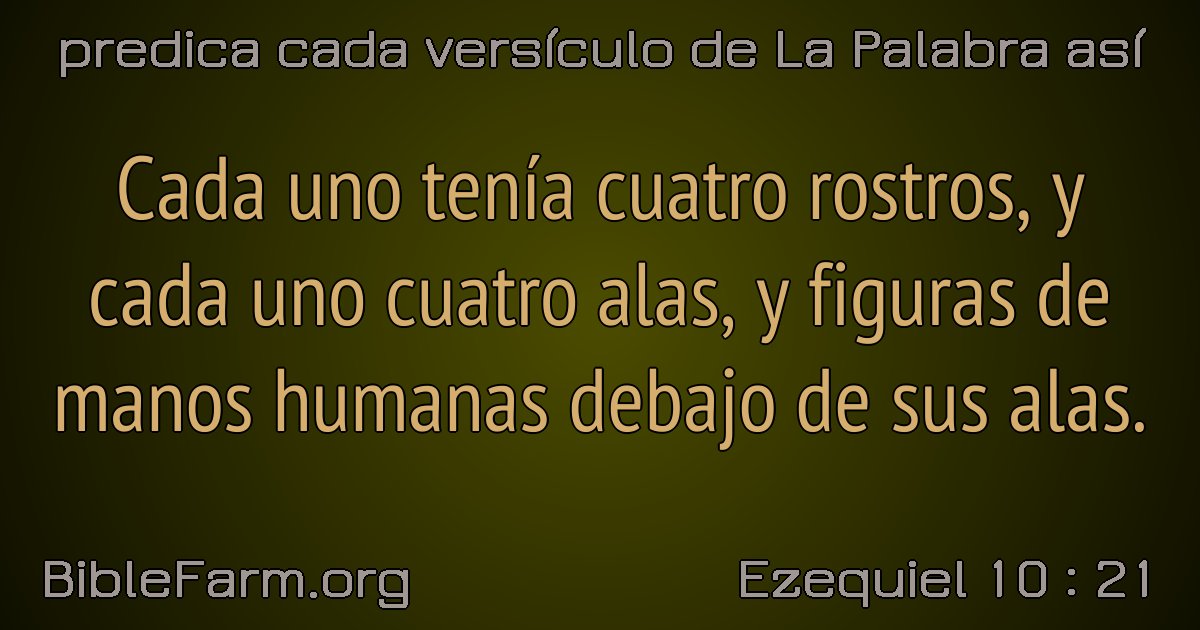 predica cada versículo de La Palabra así
Cada uno tenía cuatro rostros, y
cada uno cuatro alas, y figuras de
manos humanas debajo de sus alas.
BibleFarm.org
Ezequiel 10 : 21